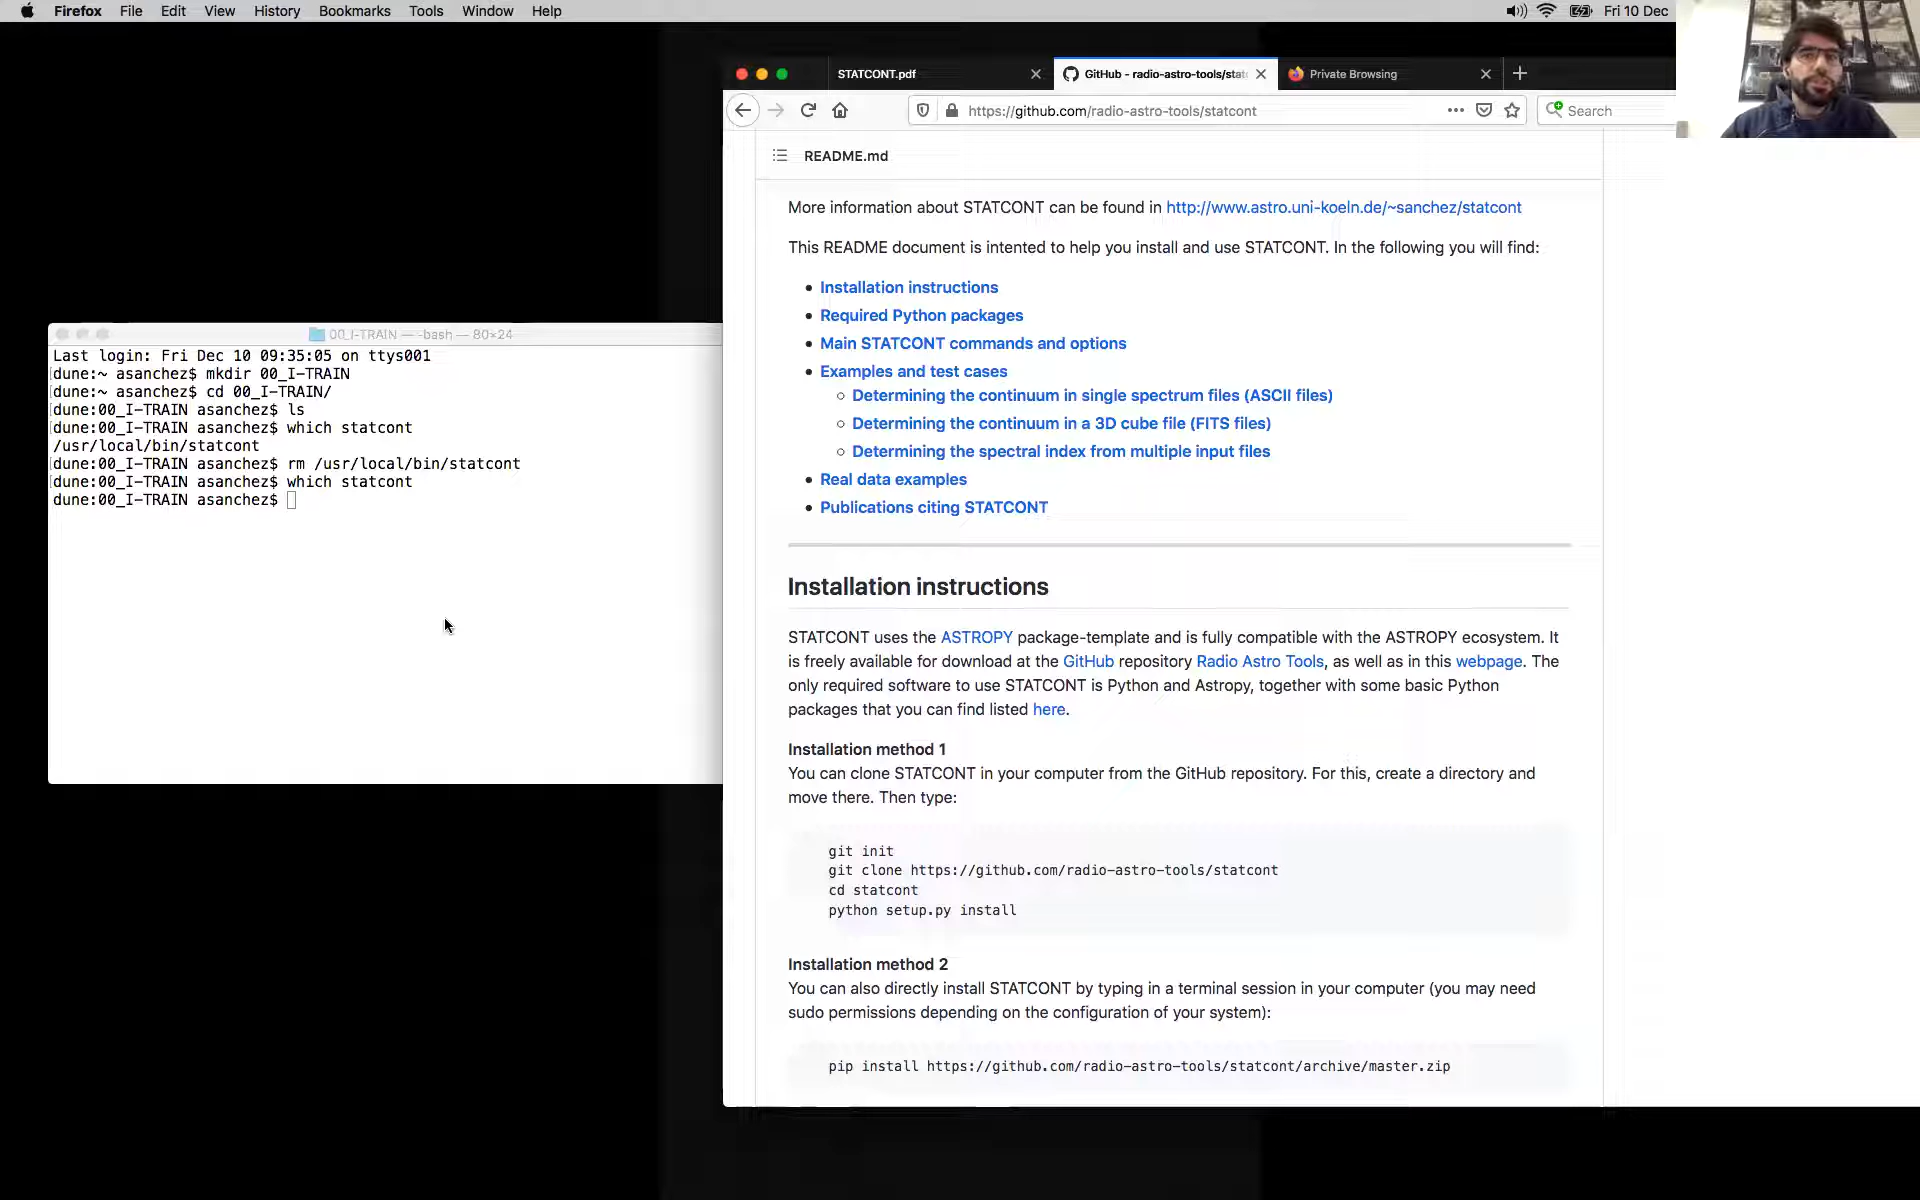 Firefox File Edit View History Bookmarks Tools Window Help
Fri 10 Dec
STATCONT.pdf
GitHub - radio-astro-tools/stat
Private Browsing
https://github.com/radio-astro-tools/statcont
Search
README.md
More information about STATCONT can be found in http://www.astro.uni-koeln.de/~sanchez/statcont
This README document is intented to help you install and use STATCONT. In the following you will find:
Installation instructions
Required Python packages
Main STATCONT commands and options
Examples and test cases
Determining the continuum in single spectrum files (ASCII files)
Determining the continuum in a 3D cube file (FITS files)
Determining the spectral index from multiple input files
Real data examples
Publications citing STATCONT
Installation instructions
STATCONT uses the ASTROPY package-template and is fully compatible with the ASTROPY ecosystem. It
is freely available for download at the GitHub repository Radio Astro Tools, as well as in this webpage. The
only required software to use STATCONT is Python and Astropy, together with some basic Python
packages that you can find listed here.
Installation method 1
You can clone STATCONT in your computer from the GitHub repository. For this, create a directory and
move there. Then type:
git init
git clone https://github.com/radio-astro-tools/statcont
cd statcont
python setup.py install
Installation method 2
You can also directly install STATCONT by typing in a terminal session in your computer (you may need
sudo permissions depending on the configuration of your system):
pip install https://github.com/radio-astro-tools/statcont/archive/master.zip
00_I-TRAIN — -bash — 80×24
Last login: Fri Dec 10 09:35:05 on ttys001
[dune:~ asanchez$ mkdir 00_I-TRAIN
[dune:~ asanchez$ cd 00_I-TRAIN/
[dune:00_I-TRAIN asanchez$ ls
[dune:00_I-TRAIN asanchez$ which statcont
/usr/local/bin/statcont
[dune:00_I-TRAIN asanchez$ rm /usr/local/bin/statcont
[dune:00_I-TRAIN asanchez$ which statcont
dune:00_I-TRAIN asanchez$